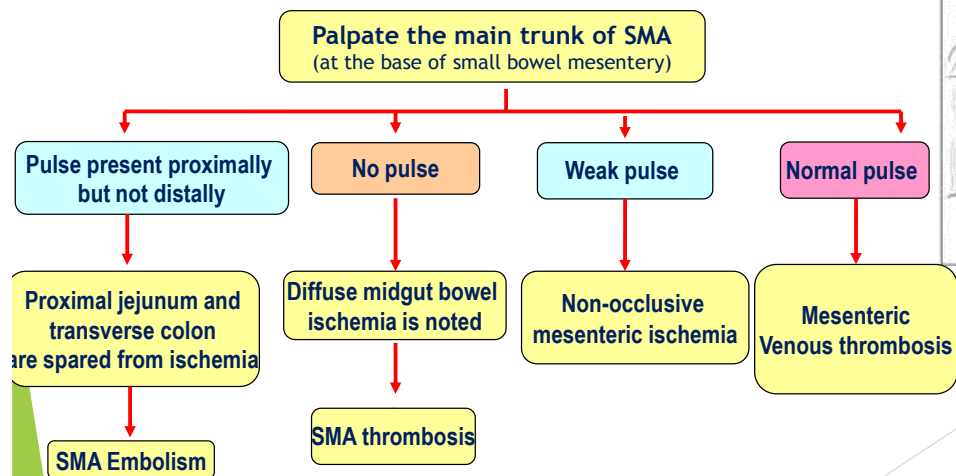 Palpate the main trunk of SMA
(at the base of small bowel mesentery)
Pulse present proximally
but not distally
No pulse
Weak pulse
Normal pulse
Proximal jejunum and
transverse colon
are spared from ischemia
Diffuse midgut bowel
ischemia is noted
Non-occlusive
mesenteric ischemia
Mesenteric
Venous thrombosis
SMA Embolism
SMA thrombosis